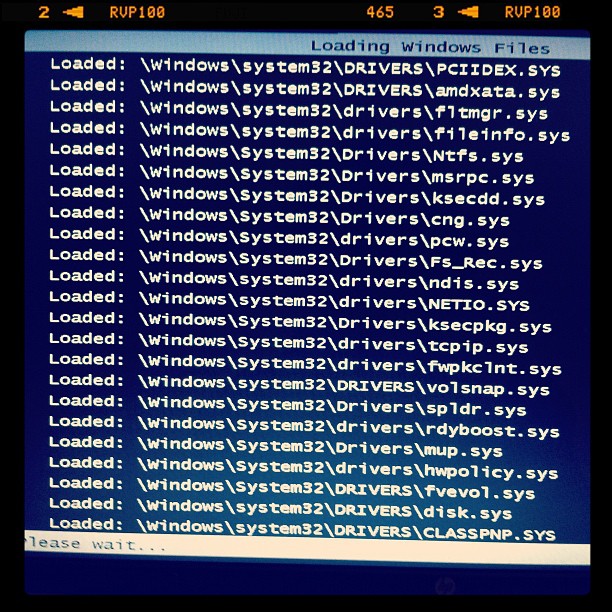 2 RVP100 465 3 RVP100
Loading Windows Files
Loaded: \Windows\system32\DRIVERS\PCIIDEX.SYS
Loaded: \Windows\system32\DRIVERS\amdxata.sys
Loaded: \Windows\system32\drivers\fltmgr.sys
Loaded: \Windows\system32\drivers\fileinfo.sys
Loaded: \Windows\System32\Drivers\Ntfs.sys
Loaded: \Windows\System32\Drivers\msrpc.sys
Loaded: \Windows\System32\Drivers\ksecdd.sys
Loaded: \Windows\System32\Drivers\cng.sys
Loaded: \Windows\System32\drivers\pcw.sys
Loaded: \Windows\System32\Drivers\Fs_Rec.sys
Loaded: \Windows\system32\drivers\ndis.sys
Loaded: \Windows\system32\drivers\NETIO.SYS
Loaded: \Windows\System32\Drivers\ksecpkg.sys
Loaded: \Windows\System32\drivers\tcpip.sys
Loaded: \Windows\System32\drivers\fwpkclnt.sys
Loaded: \Windows\system32\DRIVERS\volsnap.sys
Loaded: \Windows\System32\Drivers\spldr.sys
Loaded: \Windows\System32\drivers\rdyboost.sys
Loaded: \Windows\System32\Drivers\mup.sys
Loaded: \Windows\System32\drivers\hwpolicy.sys
Loaded: \Windows\System32\DRIVERS\fvevol.sys
Loaded: \Windows\system32\DRIVERS\disk.sys
Loaded: \Windows\system32\DRIVERS\CLASSPNP.SYS
Please wait...
hp